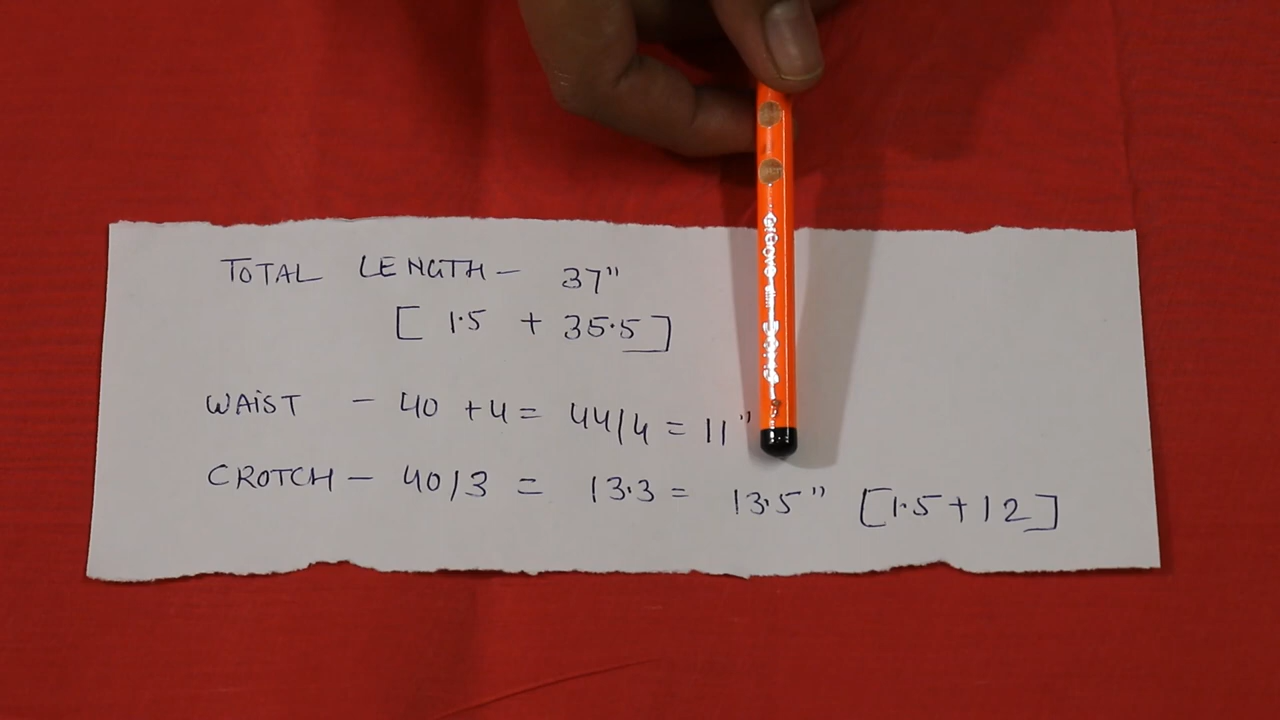 TOTAL LENGTH - 37"
[ 1.5 + 35.5 ]
WAIST - 40 + 4 = 44/4 = 11"
CROTCH - 40/3 = 13.3 = 13.5" [1.5 + 12]